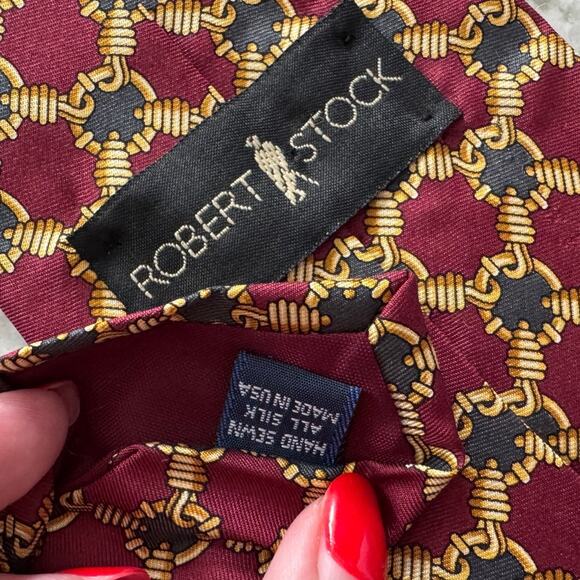 ROBERT STOCK
HAND SEWN
ALL SILK
MADE IN USA